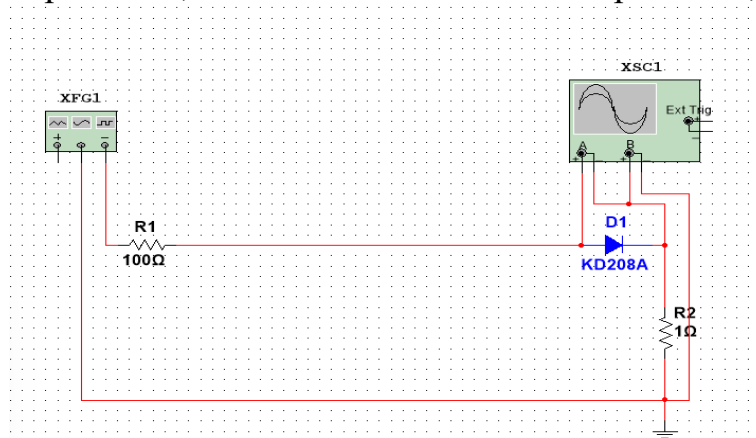 XSC1
XFG1
Ext Trig
+
-
A
B
+
-
+
-
+
-
R1
100Ω
D1
KD208A
R2
1Ω